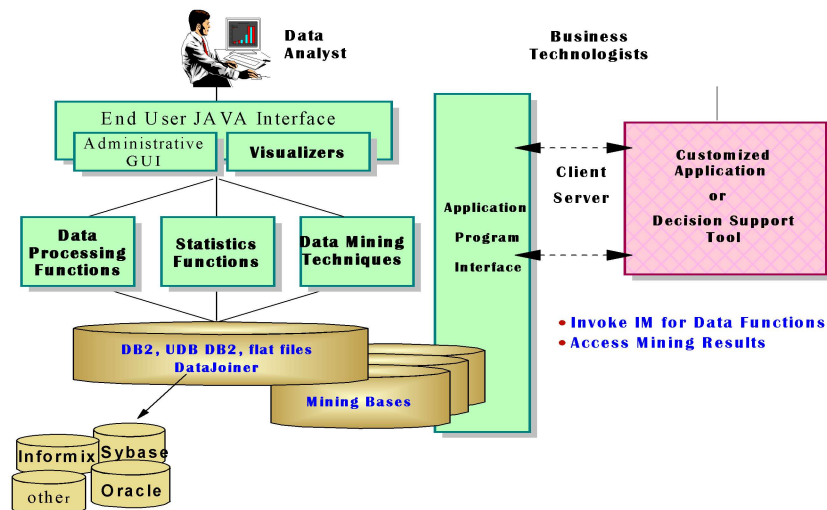 Data
Analyst
Business
Technologists
End User JAVA Interface
Administrative
GUI
Visualizers
Data
Processing
Functions
Statistics
Functions
Data Mining
Techniques
Application
Program
Interface
Client
Server
Customized
Application
or
Decision Support
Tool
• Invoke IM for Data Functions
• Access Mining Results
DB2, UDB DB2, flat files
DataJoiner
Mining Bases
Informix
Sybase
other
Oracle